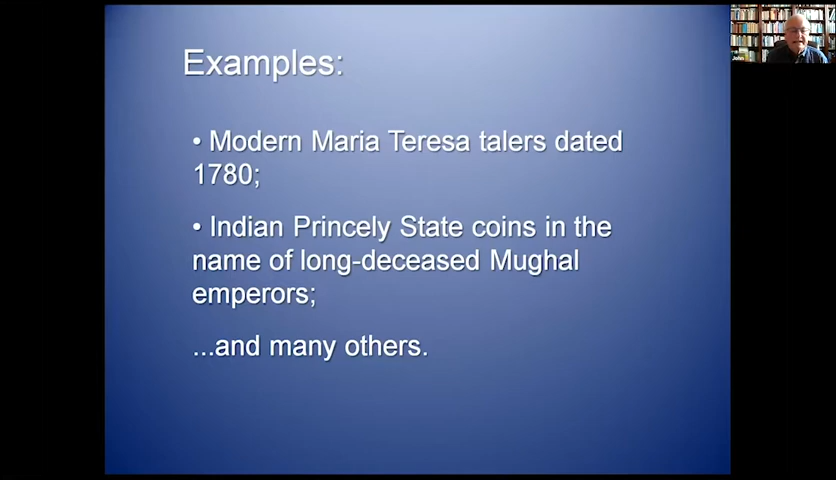 Examples:
• Modern Maria Teresa talers dated
1780;
• Indian Princely State coins in the
name of long-deceased Mughal
emperors;
...and many others.
John